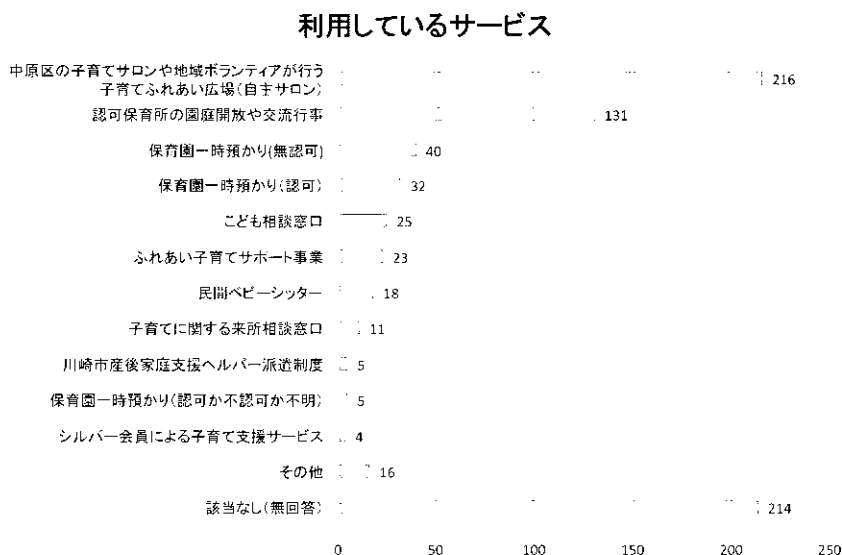 利用しているサービス
中原区の子育てサロンや地域ボランティアが行う
子育てふれあい広場（自主サロン） 216
認可保育所の園庭開放や交流行事 131
保育園一時預かり(無認可) 40
保育園一時預かり（認可） 32
こども相談窓口 25
ふれあい子育てサポート事業 23
民間ベビーシッター 18
子育てに関する来所相談窓口 11
川崎市産後家庭支援ヘルパー派遣制度 5
保育園一時預かり（認可か不認可か不明） 5
シルバー会員による子育て支援サービス 4
その他 16
該当なし（無回答） 214
0 50 100 150 200 250